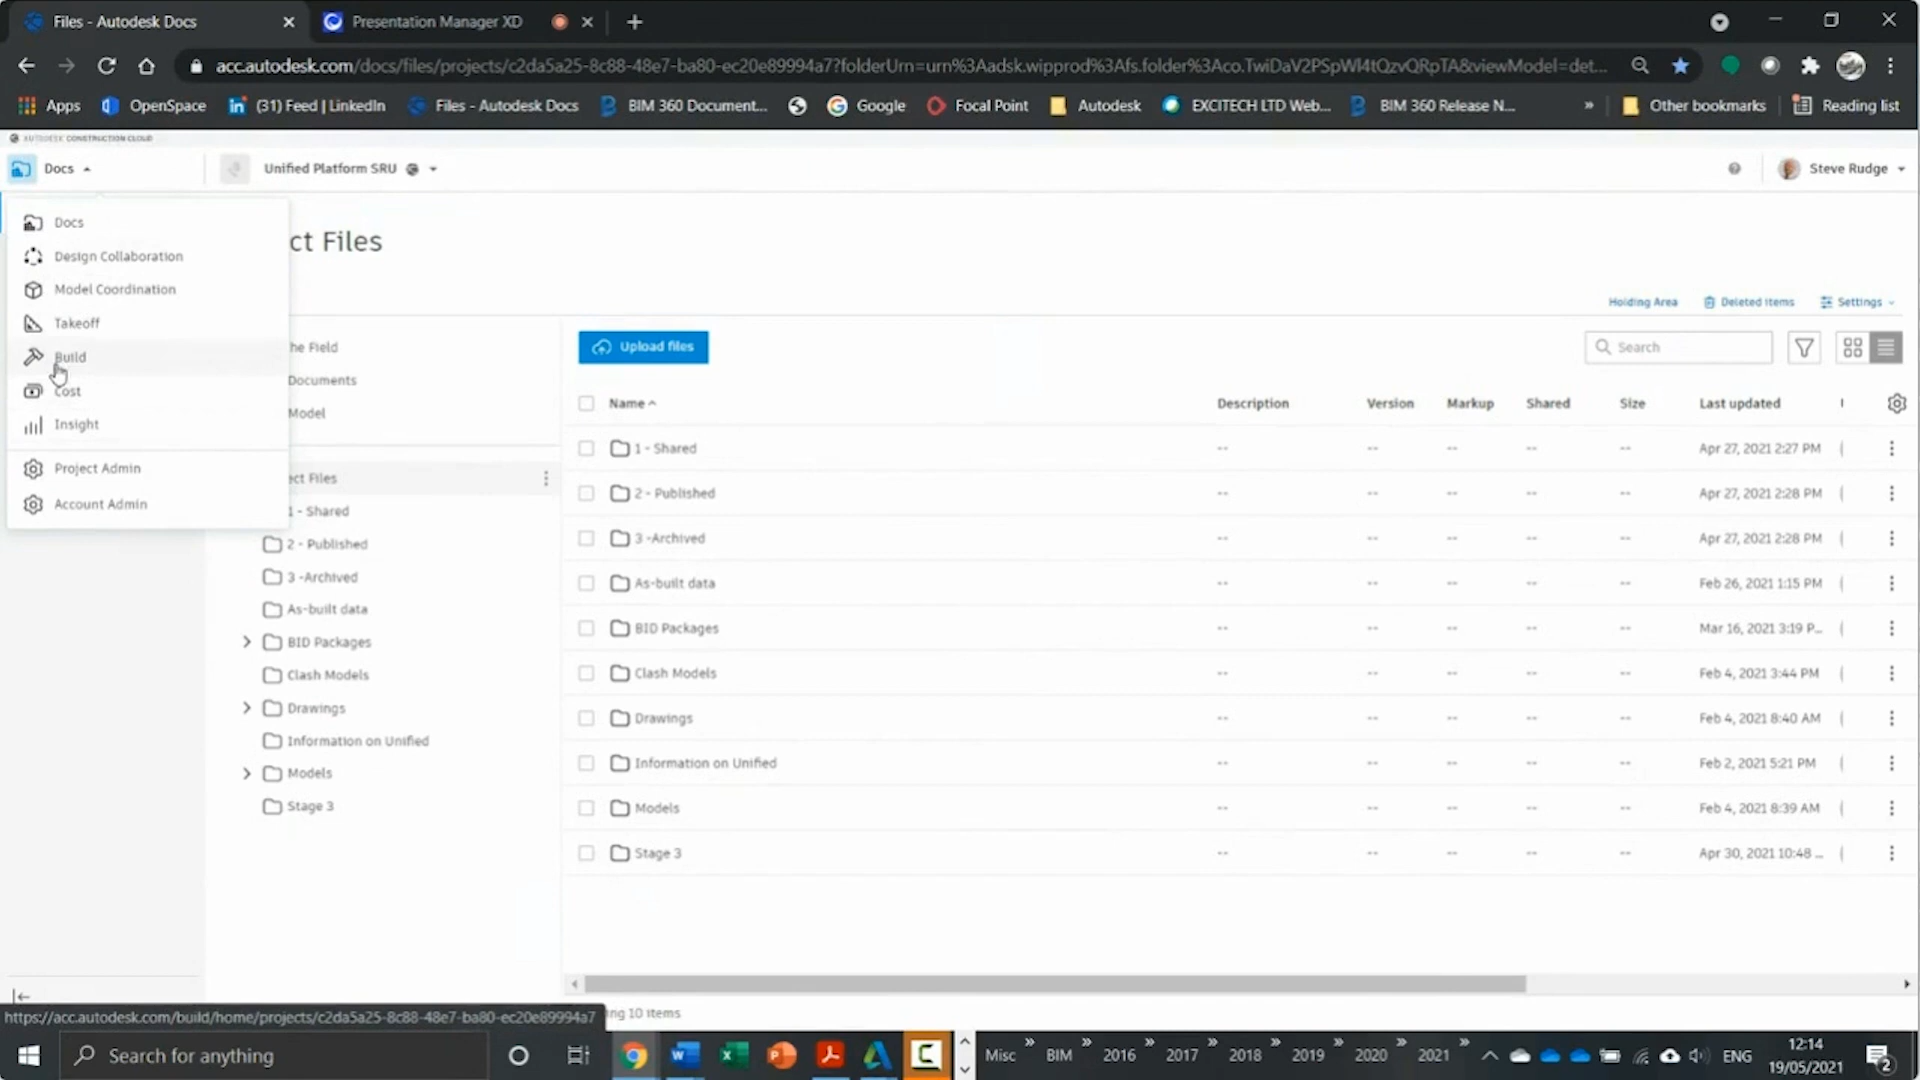 Files - Autodesk Docs
Presentation Manager XD
acc.autodesk.com/docs/files/projects/c2da5a25-8c88-48e7-ba80-ec20e89994a7?folderUrn=urn%3Aadsk.wipprod%3Afs.folder%3Aco.TwiDaV2PSpWl4tQzvQRpTA&viewModel=det...
Apps OpenSpace (31) Feed | LinkedIn Files - Autodesk Docs BIM 360 Document... Google Focal Point Autodesk EXCITECH LTD Web... BIM 360 Release N... » Other bookmarks Reading list
AUTODESK CONSTRUCTION CLOUD
Docs Unified Platform SRU Steve Rudge
Docs
Design Collaboration
Model Coordination
Takeoff
Build
Cost
Insight
Project Admin
Account Admin
ct Files
Holding Area Deleted items Settings
he Field
Documents
Model
ect Files
1 - Shared
2 - Published
3 -Archived
As-built data
BID Packages
Clash Models
Drawings
Information on Unified
Models
Stage 3
Upload files Search
Name Description Version Markup Shared Size Last updated
1 - Shared -- -- -- -- -- Apr 27, 2021 2:27 PM
2 - Published -- -- -- -- -- Apr 27, 2021 2:28 PM
3 -Archived -- -- -- -- -- Apr 27, 2021 2:28 PM
As-built data -- -- -- -- -- Feb 26, 2021 1:15 PM
BID Packages -- -- -- -- -- Mar 16, 2021 3:19 P...
Clash Models -- -- -- -- -- Feb 4, 2021 3:44 PM
Drawings -- -- -- -- -- Feb 4, 2021 8:40 AM
Information on Unified -- -- -- -- -- Feb 2, 2021 5:21 PM
Models -- -- -- -- -- Feb 4, 2021 8:39 AM
Stage 3 -- -- -- -- -- Apr 30, 2021 10:48 ...
https://acc.autodesk.com/build/home/projects/c2da5a25-8c88-48e7-ba80-ec20e89994a7
ng 10 items
Search for anything
Misc » BIM » 2016 » 2017 » 2018 » 2019 » 2020 » 2021 » ENG
12:14
19/05/2021
2